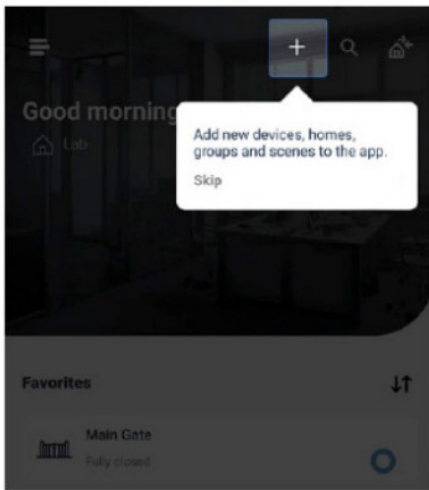 Good morning
Lab
Add new devices, homes,
groups and scenes to the app.
Skip
Favorites
Main Gate
Fully closed